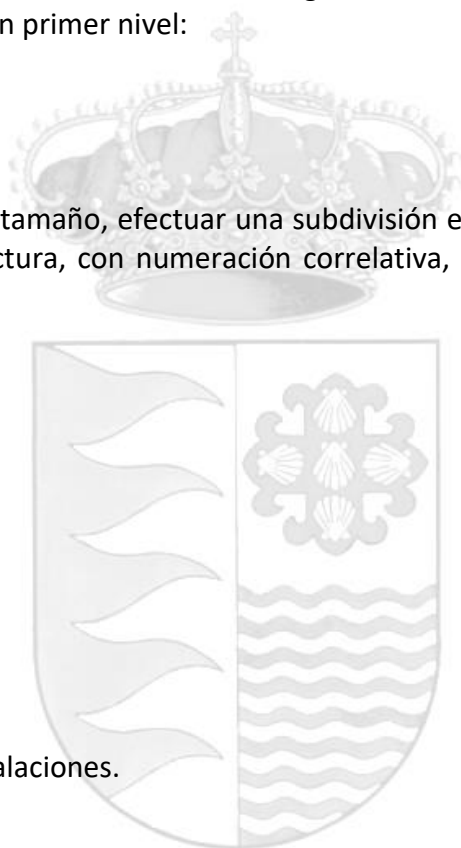 n primer nivel:
tamaño, efectuar una subdivisión e
ctura, con numeración correlativa,
alaciones.